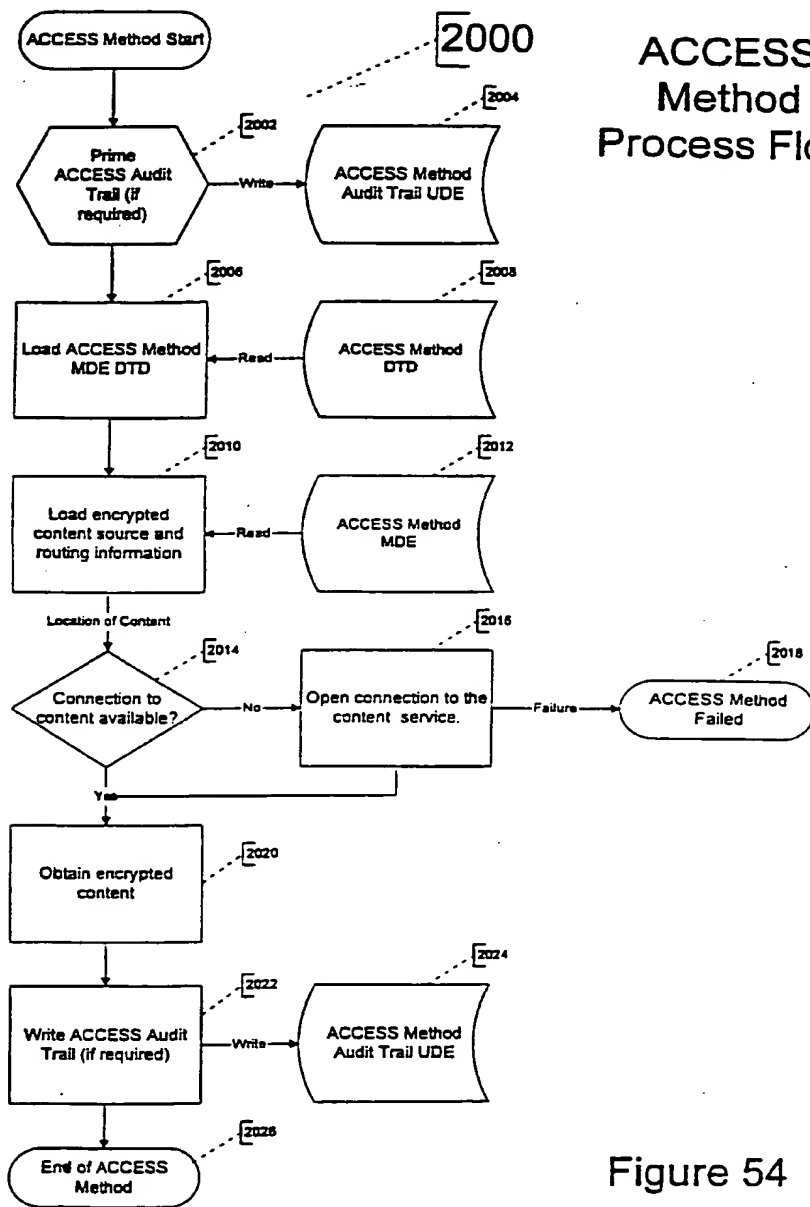 ACCESS Method Start
2000
ACCESS
Method
Process Flo
2002
2004
Prime
ACCESS Audit
Trail (if
required)
Write
ACCESS Method
Audit Trail UDE
2006
2008
Load ACCESS Method
MDE DTD
Read
ACCESS Method
DTD
2010
2012
Load encrypted
content source and
routing information
Read
ACCESS Method
MDE
Location of Content
2014
2016
2018
Connection to
content available?
No
Open connection to the
content service.
Failure
ACCESS Method
Failed
Yes
2020
Obtain encrypted
content
2022
2024
Write ACCESS Audit
Trail (if required)
Write
ACCESS Method
Audit Trail UDE
2026
End of ACCESS
Method
Figure 54